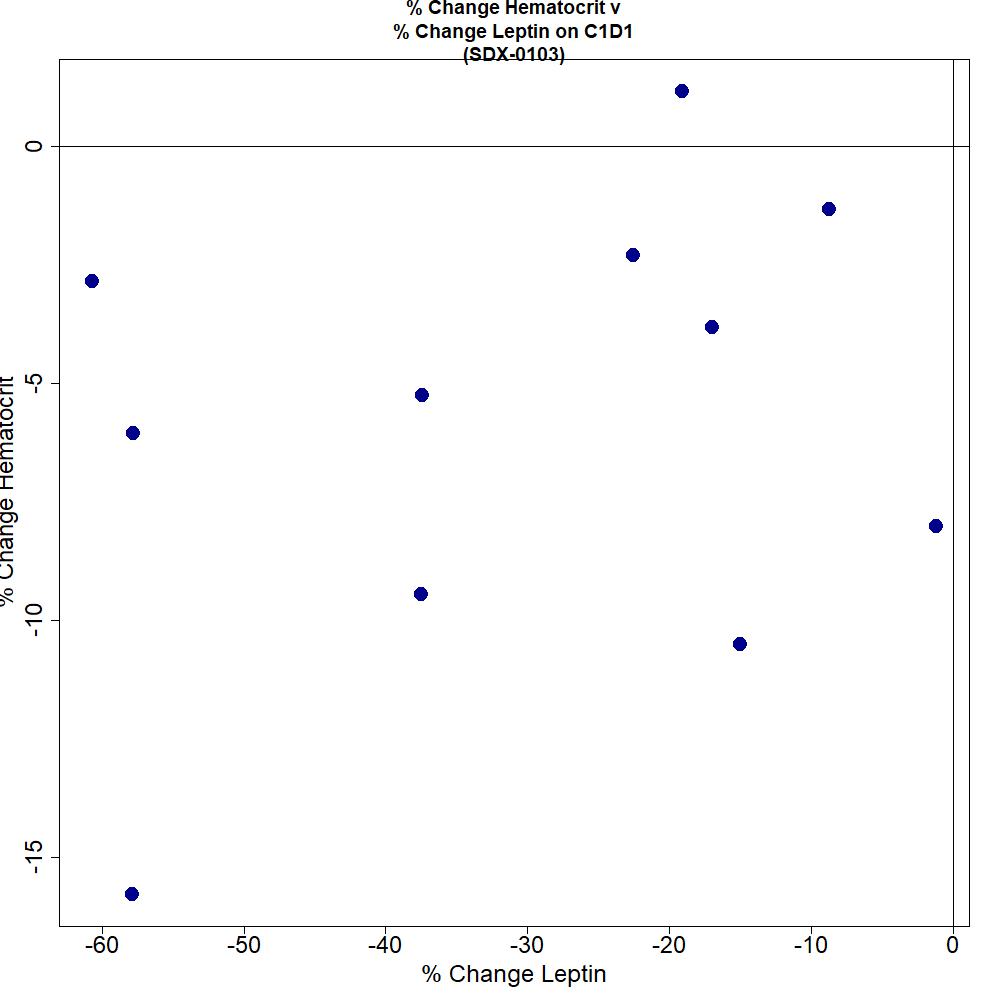 % Change Hematocrit v
% Change Leptin on C1D1
(SDX-0103)
% Change Hematocrit
0
-5
-10
-15
-60 -50 -40 -30 -20 -10 0
% Change Leptin